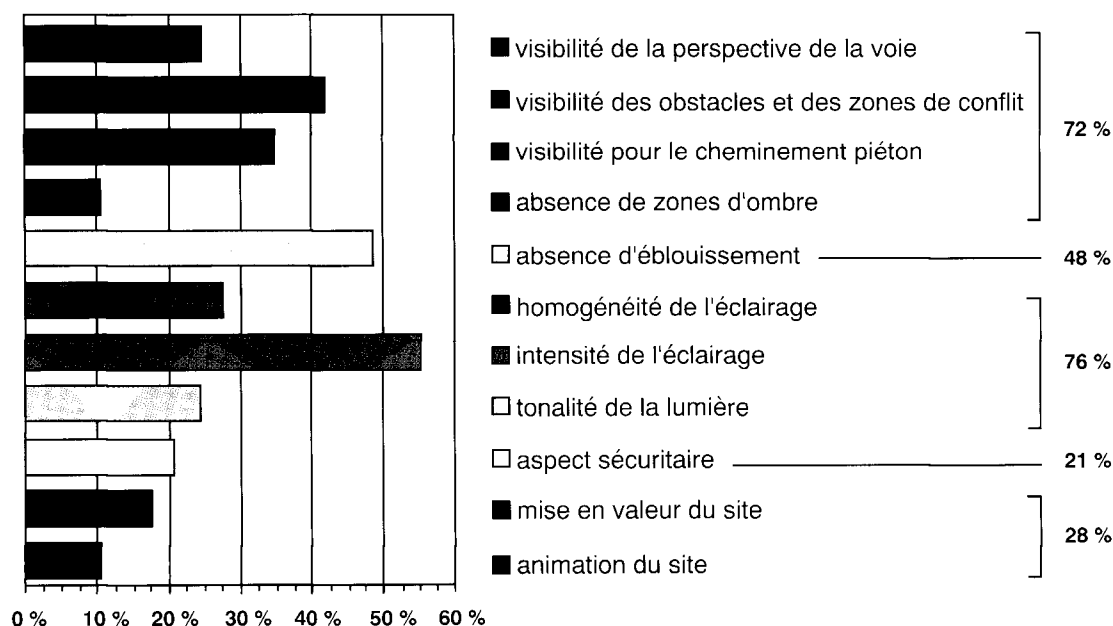 visibilité de la perspective de la voie
visibilité des obstacles et des zones de conflit
72 %
visibilité pour le cheminement piéton
absence de zones d'ombre
absence d'éblouissement
48 %
homogénéité de l'éclairage
intensité de l'éclairage
76 %
tonalité de la lumière
aspect sécuritaire
21 %
mise en valeur du site
28 %
animation du site
0 % 10 % 20 % 30 % 40 % 50 % 60 %